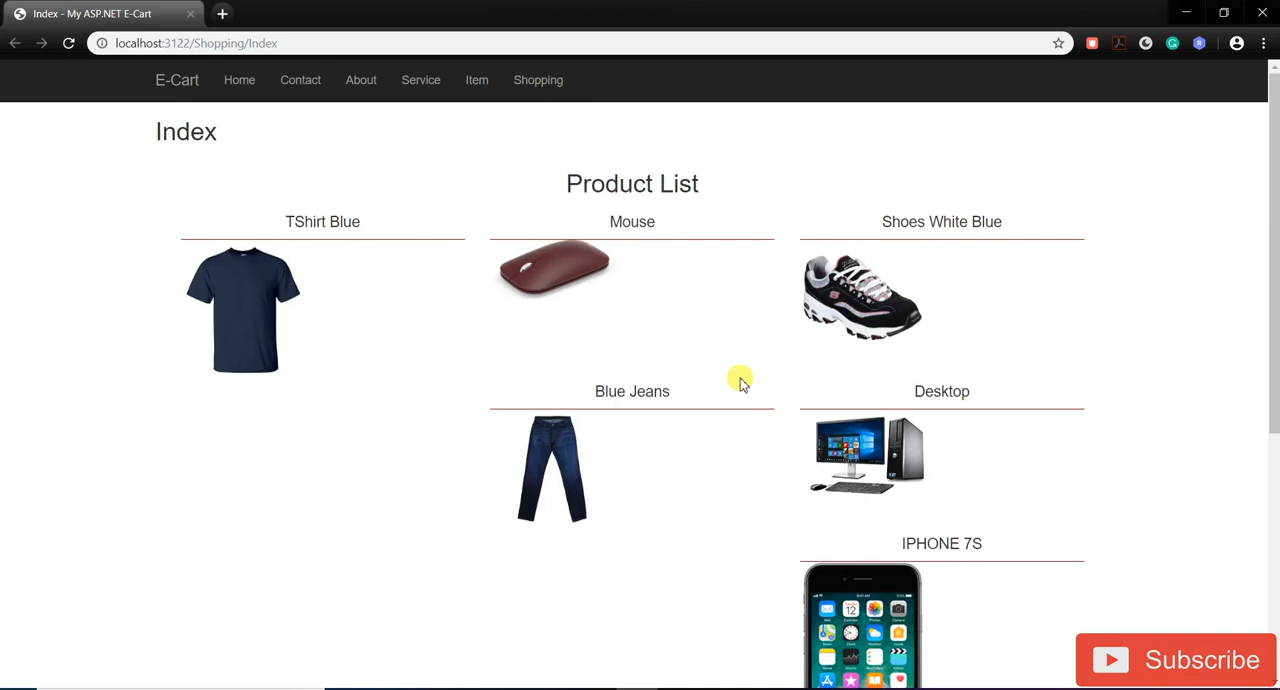 Index - My ASP.NET E-Cart
localhost:3122/Shopping/Index
E-Cart Home Contact About Service Item Shopping
Index
Product List
TShirt Blue Mouse Shoes White Blue
Blue Jeans Desktop
IPHONE 7S
Subscribe